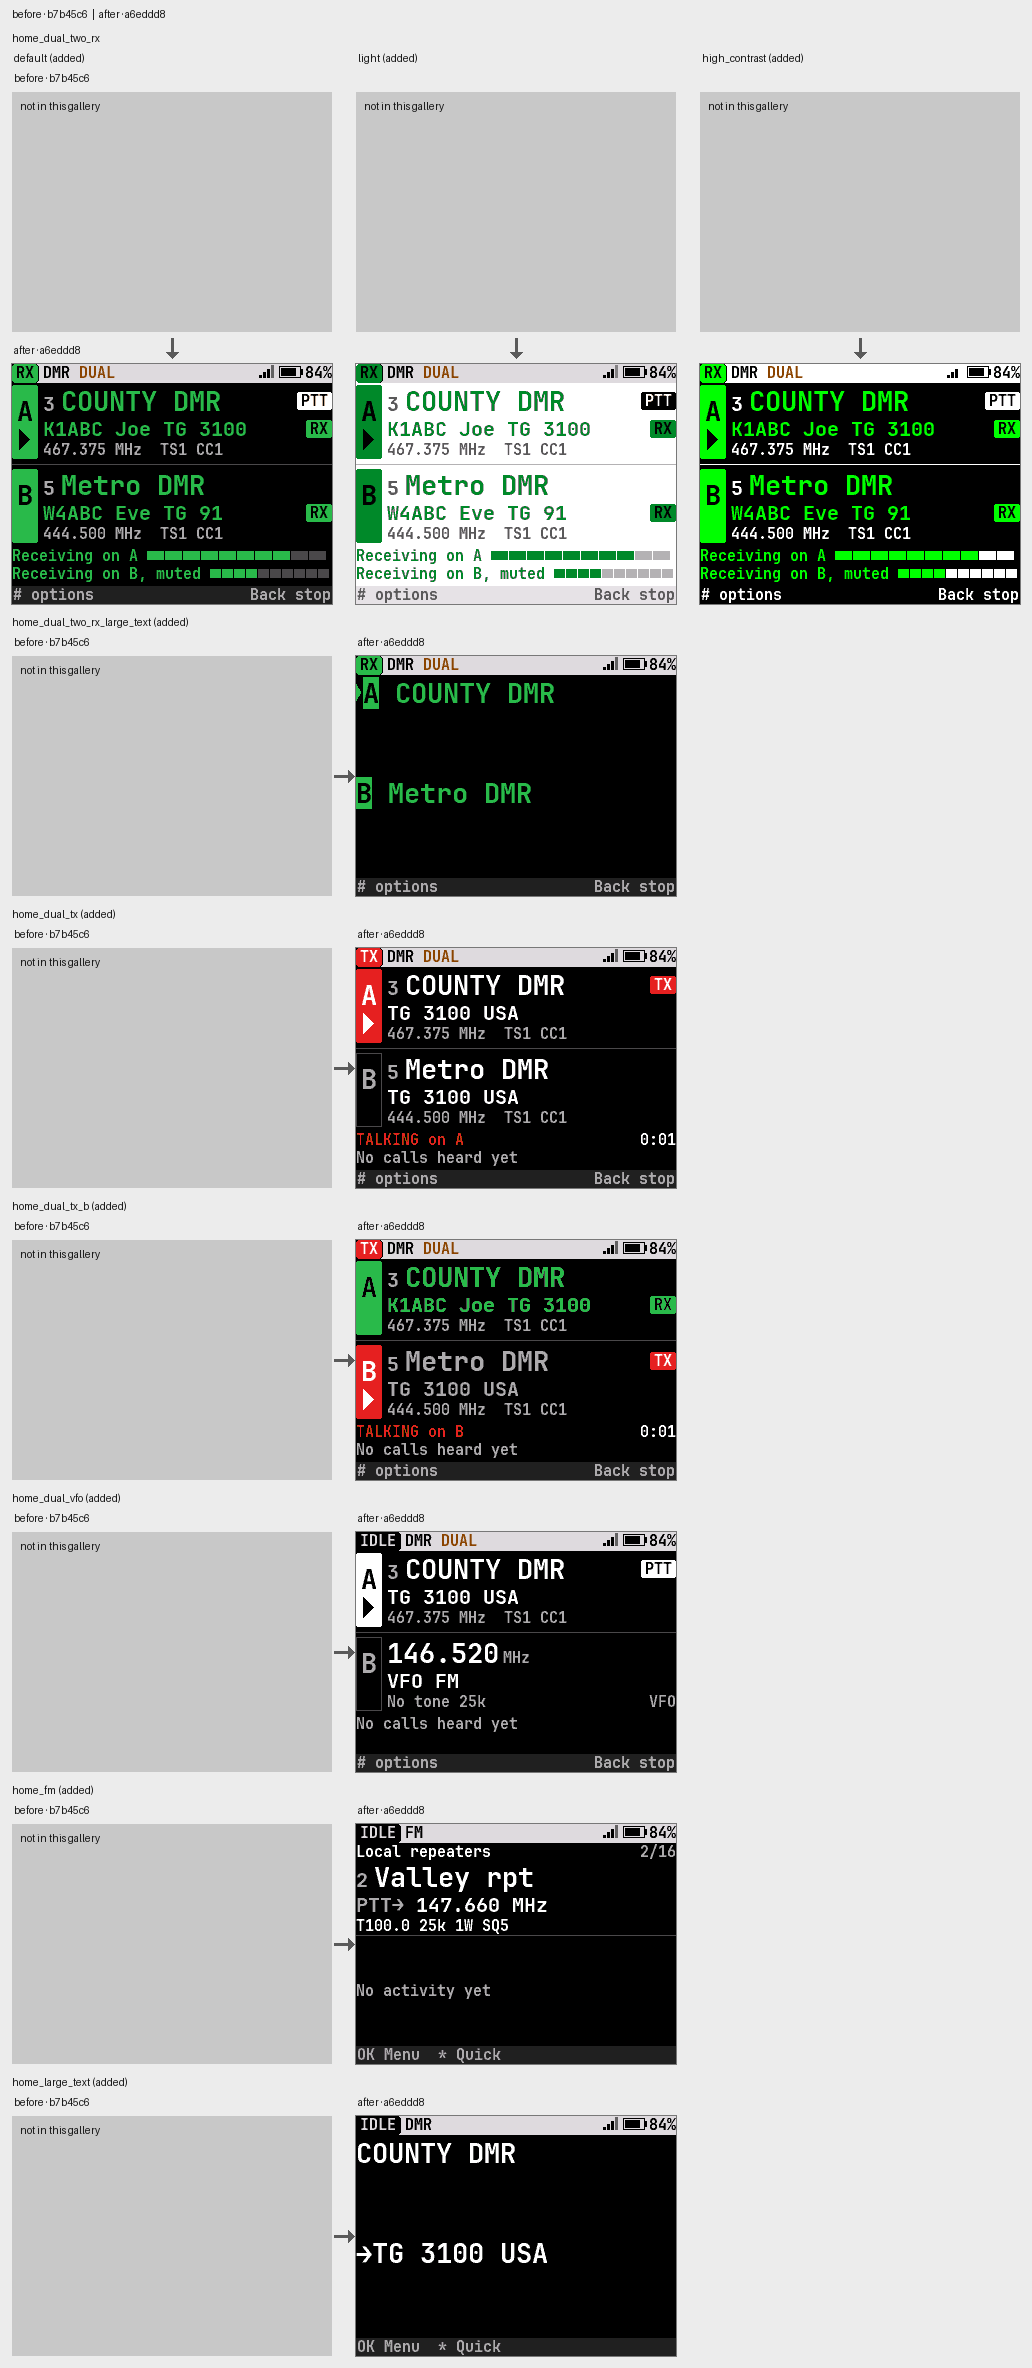 before · b7b45c6 | after · a6eddd8
home_dual_two_rx
default (added) light (added) high_contrast (added)
before · b7b45c6
not in this gallery not in this gallery not in this gallery
after · a6eddd8
RX DMR DUAL 84%
A 3 COUNTY DMR PTT
K1ABC Joe TG 3100 RX
467.375 MHz TS1 CC1
B 5 Metro DMR
W4ABC Eve TG 91 RX
444.500 MHz TS1 CC1
Receiving on A
Receiving on B, muted
# options Back stop
RX DMR DUAL 84%
A 3 COUNTY DMR PTT
K1ABC Joe TG 3100 RX
467.375 MHz TS1 CC1
B 5 Metro DMR
W4ABC Eve TG 91 RX
444.500 MHz TS1 CC1
Receiving on A
Receiving on B, muted
# options Back stop
RX DMR DUAL 84%
A 3 COUNTY DMR PTT
K1ABC Joe TG 3100 RX
467.375 MHz TS1 CC1
B 5 Metro DMR
W4ABC Eve TG 91 RX
444.500 MHz TS1 CC1
Receiving on A
Receiving on B, muted
# options Back stop
home_dual_two_rx_large_text (added)
before · b7b45c6 after · a6eddd8
not in this gallery
RX DMR DUAL 84%
A COUNTY DMR
B Metro DMR
# options Back stop
home_dual_tx (added)
before · b7b45c6 after · a6eddd8
not in this gallery
TX DMR DUAL 84%
A 3 COUNTY DMR TX
TG 3100 USA
467.375 MHz TS1 CC1
B 5 Metro DMR
TG 3100 USA
444.500 MHz TS1 CC1
TALKING on A 0:01
No calls heard yet
# options Back stop
home_dual_tx_b (added)
before · b7b45c6 after · a6eddd8
not in this gallery
TX DMR DUAL 84%
A 3 COUNTY DMR
K1ABC Joe TG 3100 RX
467.375 MHz TS1 CC1
B 5 Metro DMR TX
TG 3100 USA
444.500 MHz TS1 CC1
TALKING on B 0:01
No calls heard yet
# options Back stop
home_dual_vfo (added)
before · b7b45c6 after · a6eddd8
not in this gallery
IDLE DMR DUAL 84%
A 3 COUNTY DMR PTT
TG 3100 USA
467.375 MHz TS1 CC1
B 146.520 MHz
VFO FM
No tone 25k VFO
No calls heard yet
# options Back stop
home_fm (added)
before · b7b45c6 after · a6eddd8
not in this gallery
IDLE FM 84%
Local repeaters 2/16
2 Valley rpt
PTT→ 147.660 MHz
T100.0 25k 1W SQ5
No activity yet
OK Menu * Quick
home_large_text (added)
before · b7b45c6 after · a6eddd8
not in this gallery
IDLE DMR 84%
COUNTY DMR
→TG 3100 USA
OK Menu * Quick